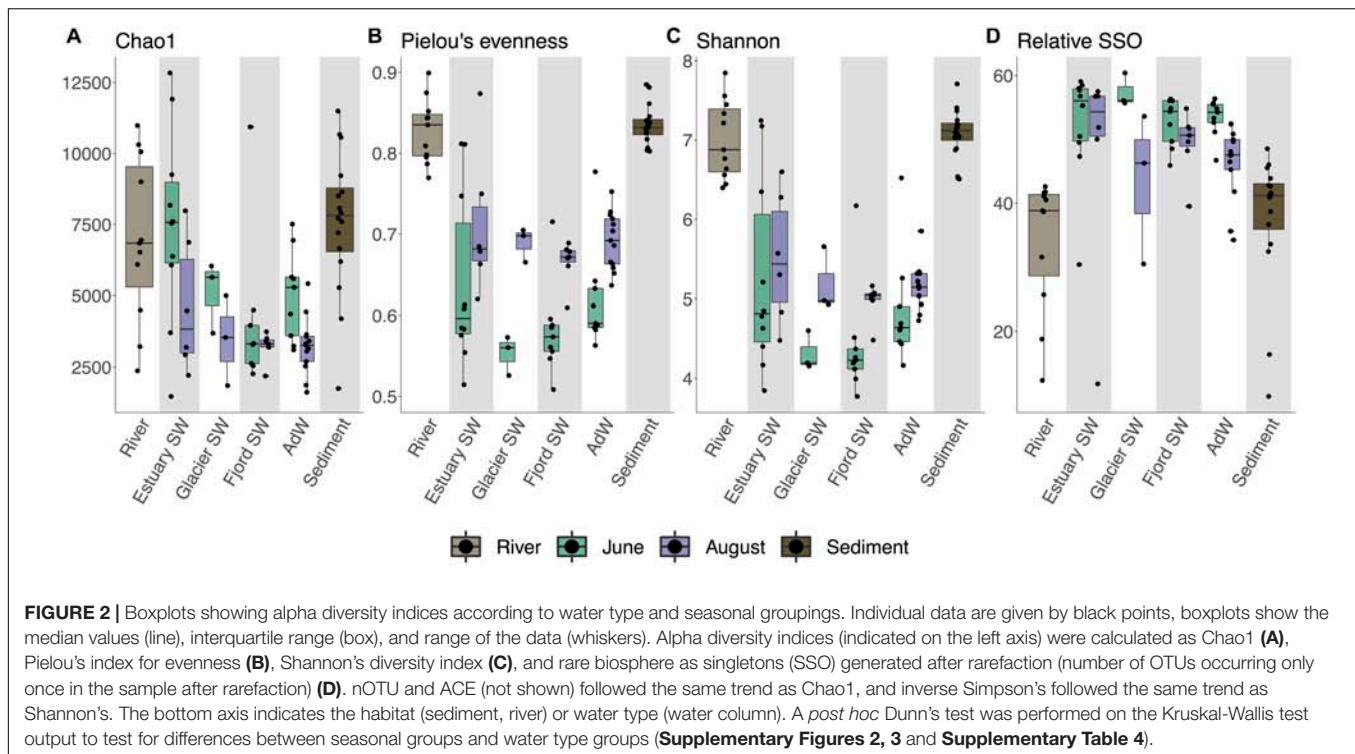 A Chao1
12500
10000
7500
5000
2500
River
Estuary SW
Glacier SW
Fjord SW
AdW
Sediment
B Pielou's evenness
0.9
0.8
0.7
0.6
0.5
River
Estuary SW
Glacier SW
Fjord SW
AdW
Sediment
C Shannon
8
7
6
5
4
River
Estuary SW
Glacier SW
Fjord SW
AdW
Sediment
D Relative SSO
60
40
20
River
Estuary SW
Glacier SW
Fjord SW
AdW
Sediment
River June August Sediment
FIGURE 2 | Boxplots showing alpha diversity indices according to water type and seasonal groupings. Individual data are given by black points, boxplots show the
median values (line), interquartile range (box), and range of the data (whiskers). Alpha diversity indices (indicated on the left axis) were calculated as Chao1 (A),
Pielou's index for evenness (B), Shannon's diversity index (C), and rare biosphere as singletons (SSO) generated after rarefaction (number of OTUs occurring only
once in the sample after rarefaction) (D). nOTU and ACE (not shown) followed the same trend as Chao1, and inverse Simpson's followed the same trend as
Shannon's. The bottom axis indicates the habitat (sediment, river) or water type (water column). A post hoc Dunn's test was performed on the Kruskal-Wallis test
output to test for differences between seasonal groups and water type groups (Supplementary Figures 2, 3 and Supplementary Table 4).